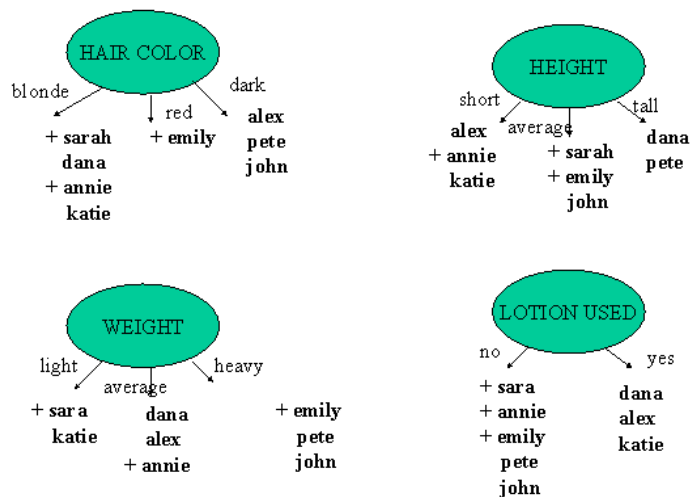 HAIR COLOR
blonde
red
dark
+ sarah
dana
+ annie
katie
+ emily
alex
pete
john
HEIGHT
short
average
tall
alex
+ annie
katie
+ sarah
+ emily
john
dana
pete
WEIGHT
light
average
heavy
+ sara
katie
dana
alex
+ annie
+ emily
pete
john
LOTION USED
no
yes
+ sara
+ annie
+ emily
pete
john
dana
alex
katie